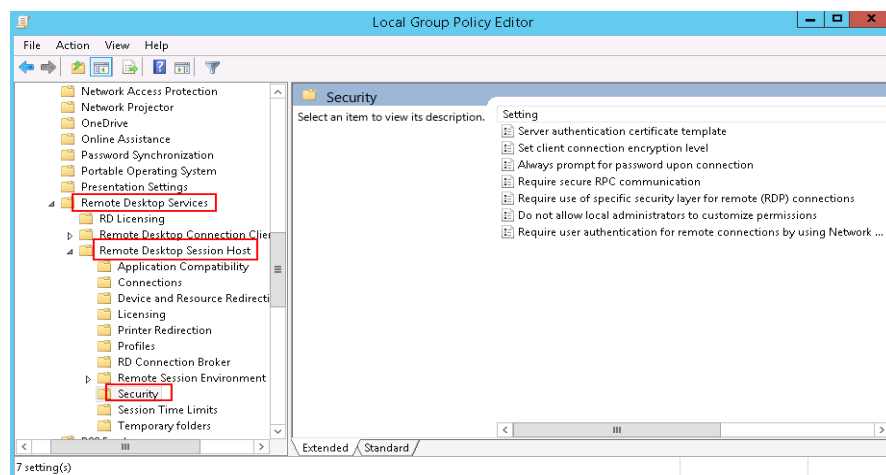 Local Group Policy Editor
File Action View Help
Network Access Protection
Network Projector
OneDrive
Online Assistance
Password Synchronization
Portable Operating System
Presentation Settings
Remote Desktop Services
RD Licensing
Remote Desktop Connection Clien
Remote Desktop Session Host
Application Compatibility
Connections
Device and Resource Redirecti
Licensing
Printer Redirection
Profiles
RD Connection Broker
Remote Session Environment
Security
Session Time Limits
Temporary folders
Security
Select an item to view its description.
Setting
Server authentication certificate template
Set client connection encryption level
Always prompt for password upon connection
Require secure RPC communication
Require use of specific security layer for remote (RDP) connections
Do not allow local administrators to customize permissions
Require user authentication for remote connections by using Network ...
Extended Standard
7 setting(s)